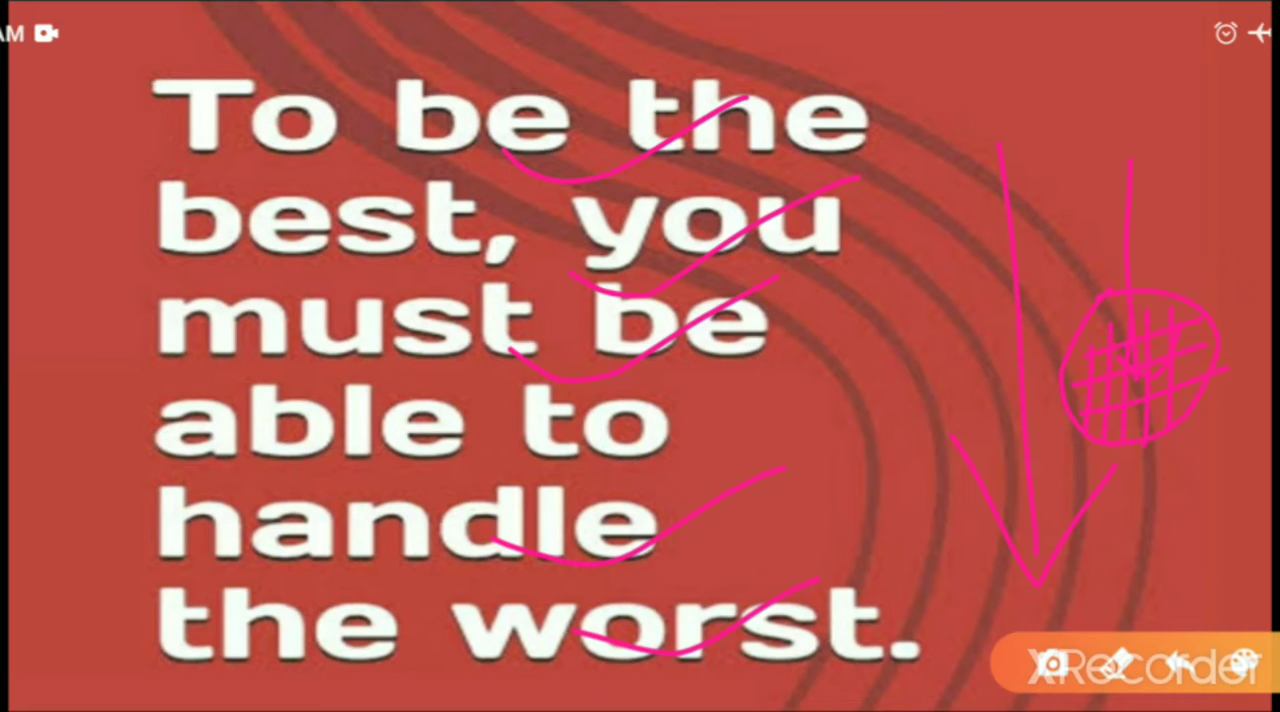 AM
To be the
best, you
must be
able to
handle
the worst.
XRecorder